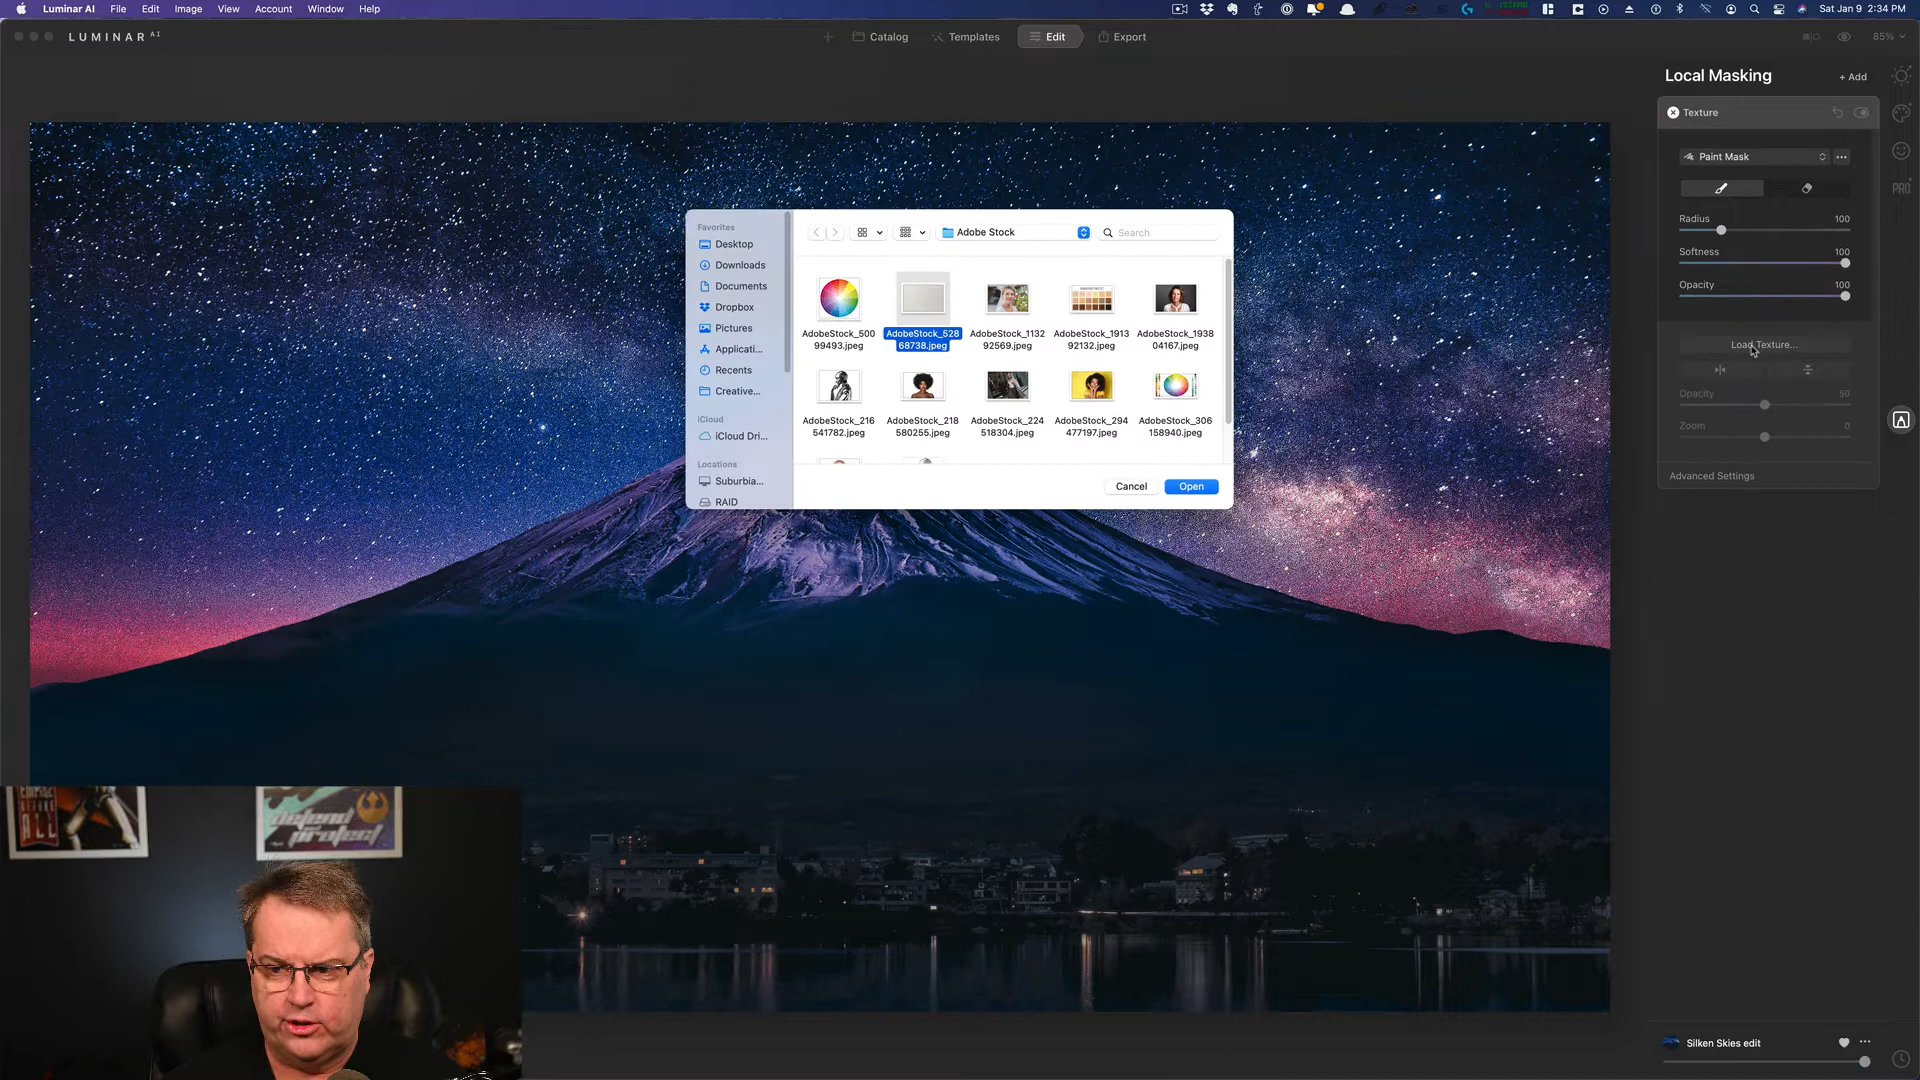 Luminar AI File Edit Image View Account Window Help
Sat Jan 9 2:34 PM
LUMINAR AI
Catalog Templates Edit Export
85%
Local Masking + Add
Texture
Paint Mask
PRO
Radius 100
Softness 100
Opacity 100
Load Texture...
Opacity 50
Zoom 0
Advanced Settings
Favorites
Desktop
Downloads
Documents
Dropbox
Pictures
Applicati...
Recents
Creative...
iCloud
iCloud Dri...
Locations
Suburbia...
RAID
Adobe Stock
Search
AdobeStock_500
99493.jpeg
AdobeStock_528
68738.jpeg
AdobeStock_1132
92569.jpeg
AdobeStock_1913
92132.jpeg
AdobeStock_1938
04167.jpeg
AdobeStock_216
541782.jpeg
AdobeStock_218
580255.jpeg
AdobeStock_224
518304.jpeg
AdobeStock_294
477197.jpeg
AdobeStock_306
158940.jpeg
Cancel Open
defend
protect
ALL
Silken Skies edit